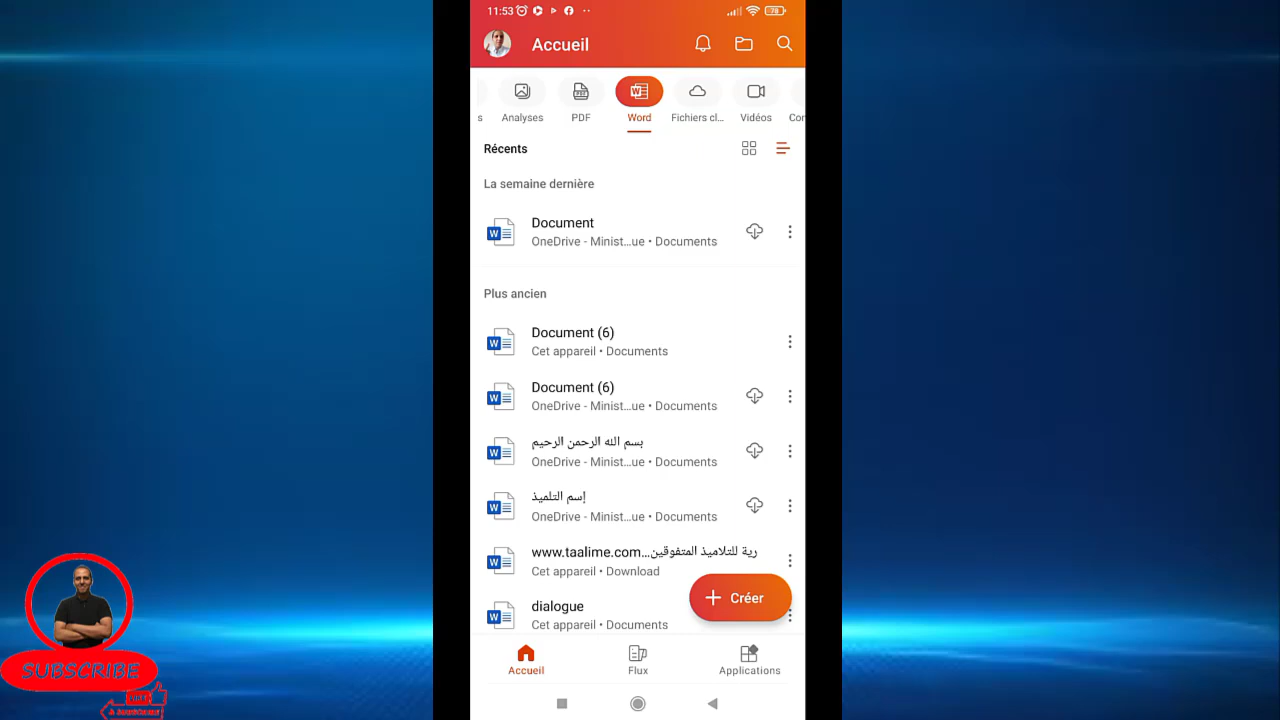 11:53
78
Accueil
s
Analyses
PDF
Word
Fichiers cl...
Vidéos
Con
Récents
La semaine dernière
Document
OneDrive - Minist...ue • Documents
Plus ancien
Document (6)
Cet appareil • Documents
Document (6)
OneDrive - Minist...ue • Documents
بسم الله الرحمن الرحيم
OneDrive - Minist...ue • Documents
إسم التلميذ
OneDrive - Minist...ue • Documents
www.taalime.com...رية للتلاميذ المتفوقين
Cet appareil • Download
dialogue
Cet appareil • Documents
Créer
Accueil
Flux
Applications
SUBSCRIBE